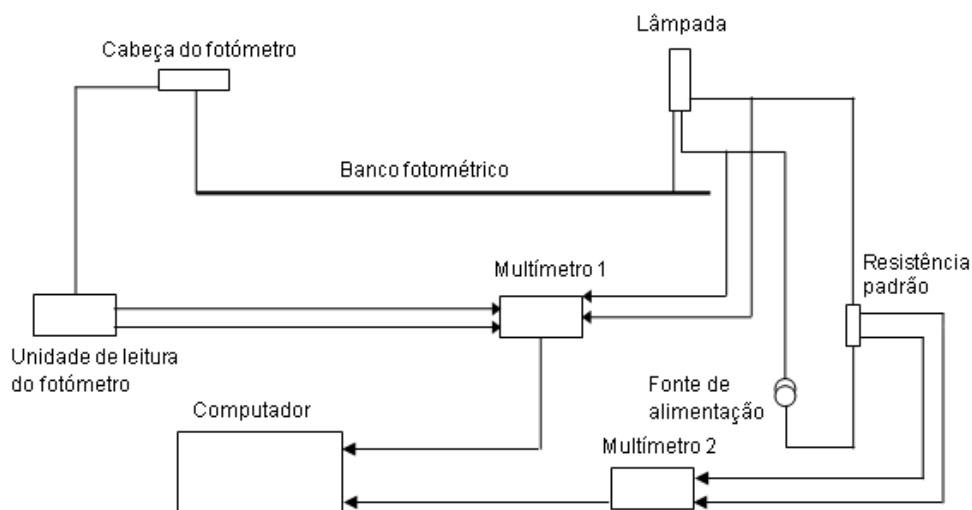 Lâmpada
Cabeça do fotómetro
Banco fotométrico
Multímetro 1
Resistência
padrão
Unidade de leitura
do fotómetro
Fonte de
alimentação
Computador
Multímetro 2